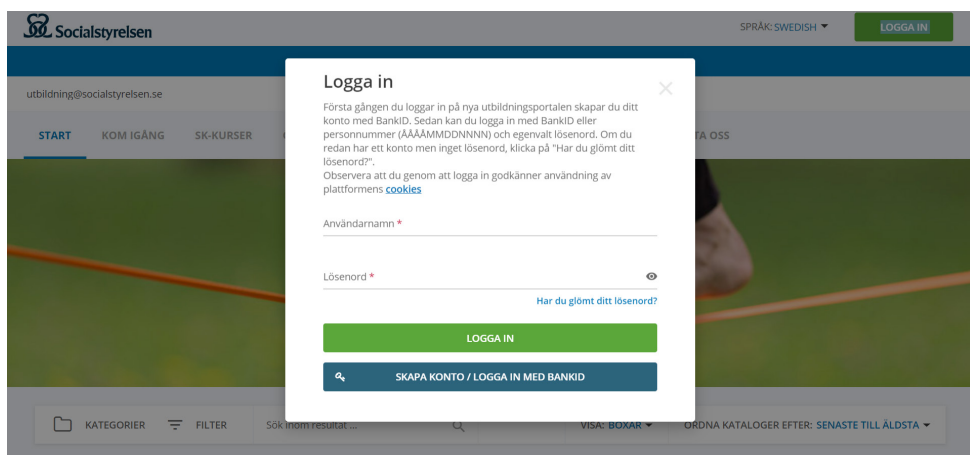 Socialstyrelsen
SPRÅK: SWEDISH
LOGGA IN
utbildning@socialstyrelsen.se
START KOM IGÅNG SK-KURSER
OSS
Logga in
Första gången du loggar in på nya utbildningsportalen skapar du ditt
konto med BankID. Sedan kan du logga in med BankID eller
personnummer (ÅÅÅÅMMDDNNNN) och egenvalt lösenord. Om du
redan har ett konto men inget lösenord, klicka på "Har du glömt ditt
lösenord?".
Observera att du genom att logga in godkänner användning av
plattformens cookies
Användarnamn *
Lösenord *
Har du glömt ditt lösenord?
LOGGA IN
SKAPA KONTO / LOGGA IN MED BANKID
KATEGORIER FILTER Sök inom resultat ... VISA: BOXAR ORDNA KATALOGER EFTER: SENASTE TILL ÄLDSTA